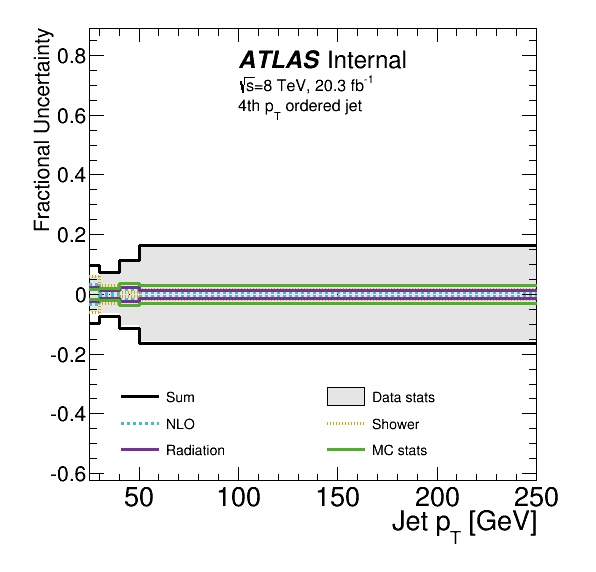 Fractional Uncertainty
0.8
0.6
0.4
0.2
0
-0.2
-0.4
-0.6
ATLAS Internal
√s=8 TeV, 20.3 fb⁻¹
4th p_T ordered jet
Sum
Data stats
NLO
Shower
Radiation
MC stats
50 100 150 200 250
Jet p_T [GeV]